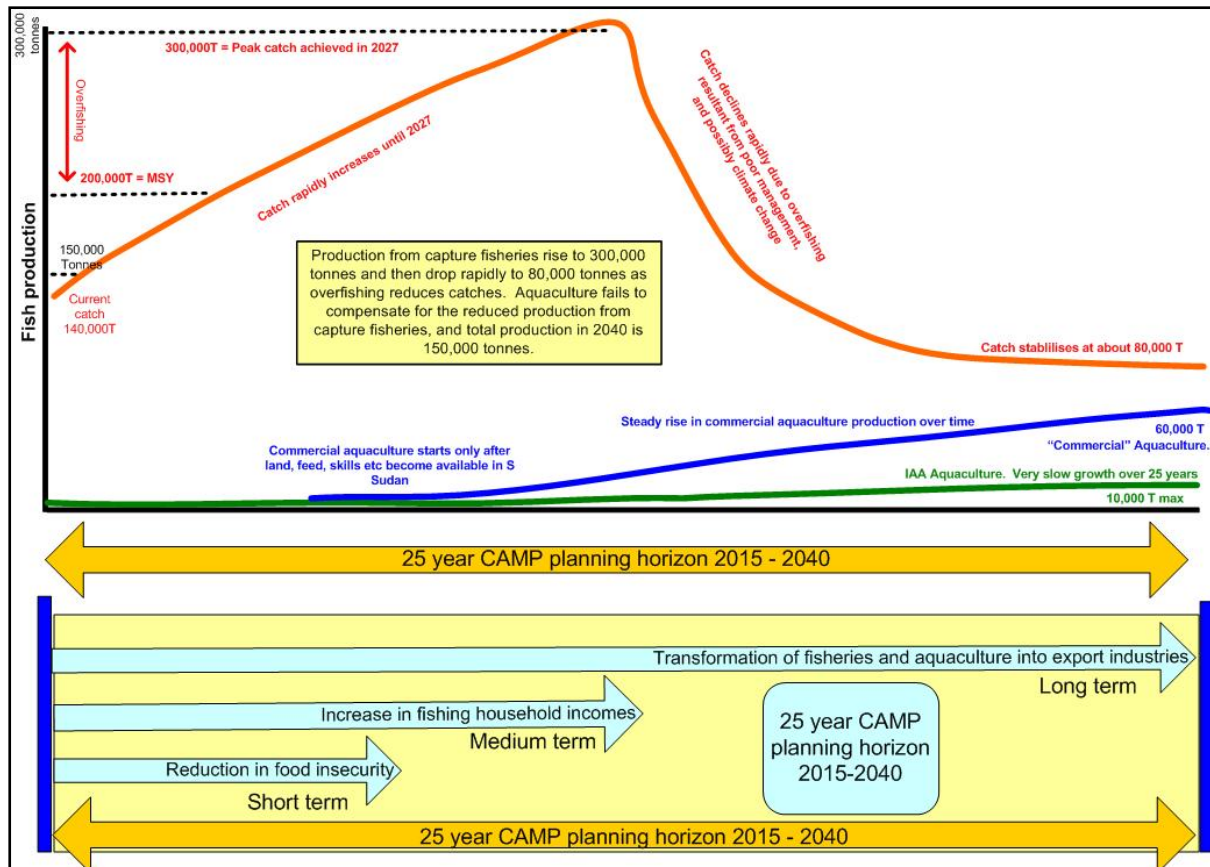 300,000
tonnes
300,000T = Peak catch achieved in 2027
Overfishing
200,000T = MSY
Catch rapidly increases until 2027
Catch declines rapidly due to overfishing
resultant from poor management.
and possibly climate change
Fish production
150,000
Tonnes
Current
catch
140,000T
Production from capture fisheries rise to 300,000
tonnes and then drop rapidly to 80,000 tonnes as
overfishing reduces catches. Aquaculture fails to
compensate for the reduced production from
capture fisheries, and total production in 2040 is
150,000 tonnes.
Catch stablilises at about 80,000 T
Steady rise in commercial aquaculture production over time
60,000 T
“Commercial” Aquaculture.
Commercial aquaculture starts only after
land, feed, skills etc become available in S
Sudan
IAA Aquaculture. Very slow growth over 25 years
10,000 T max
25 year CAMP planning horizon 2015 - 2040
Transformation of fisheries and aquaculture into export industries
Long term
Increase in fishing household incomes
Medium term
Reduction in food insecurity
Short term
25 year CAMP
planning horizon
2015-2040
25 year CAMP planning horizon 2015 - 2040